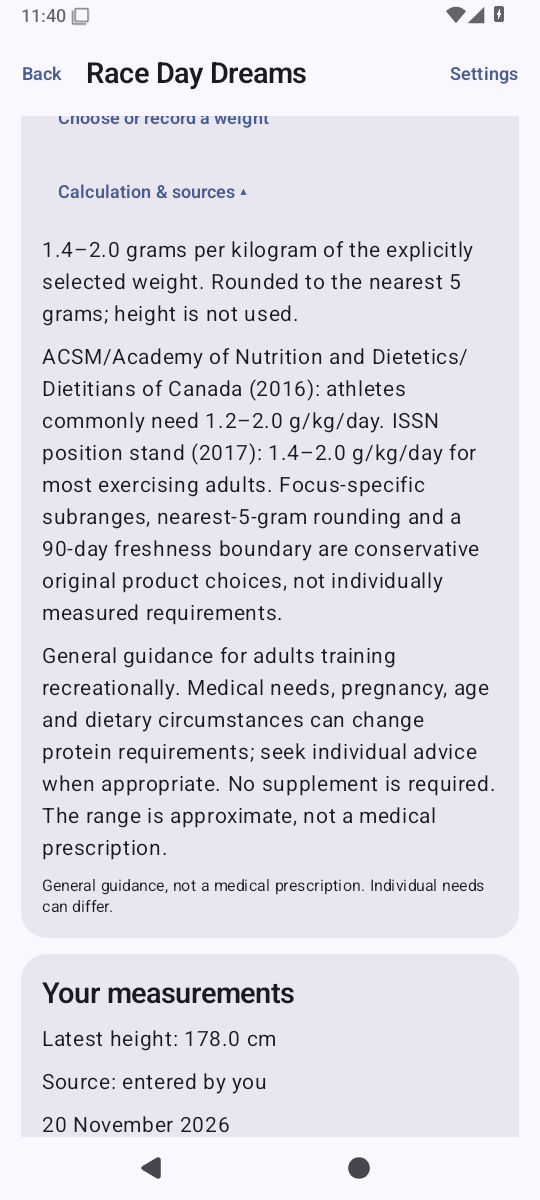 11:40
Back
Race Day Dreams
Settings
Choose or record a weight
Calculation & sources ▴
1.4–2.0 grams per kilogram of the explicitly
selected weight. Rounded to the nearest 5
grams; height is not used.
ACSM/Academy of Nutrition and Dietetics/
Dietitians of Canada (2016): athletes
commonly need 1.2–2.0 g/kg/day. ISSN
position stand (2017): 1.4–2.0 g/kg/day for
most exercising adults. Focus-specific
subranges, nearest-5-gram rounding and a
90-day freshness boundary are conservative
original product choices, not individually
measured requirements.
General guidance for adults training
recreationally. Medical needs, pregnancy, age
and dietary circumstances can change
protein requirements; seek individual advice
when appropriate. No supplement is required.
The range is approximate, not a medical
prescription.
General guidance, not a medical prescription. Individual needs
can differ.
Your measurements
Latest height: 178.0 cm
Source: entered by you
20 November 2026